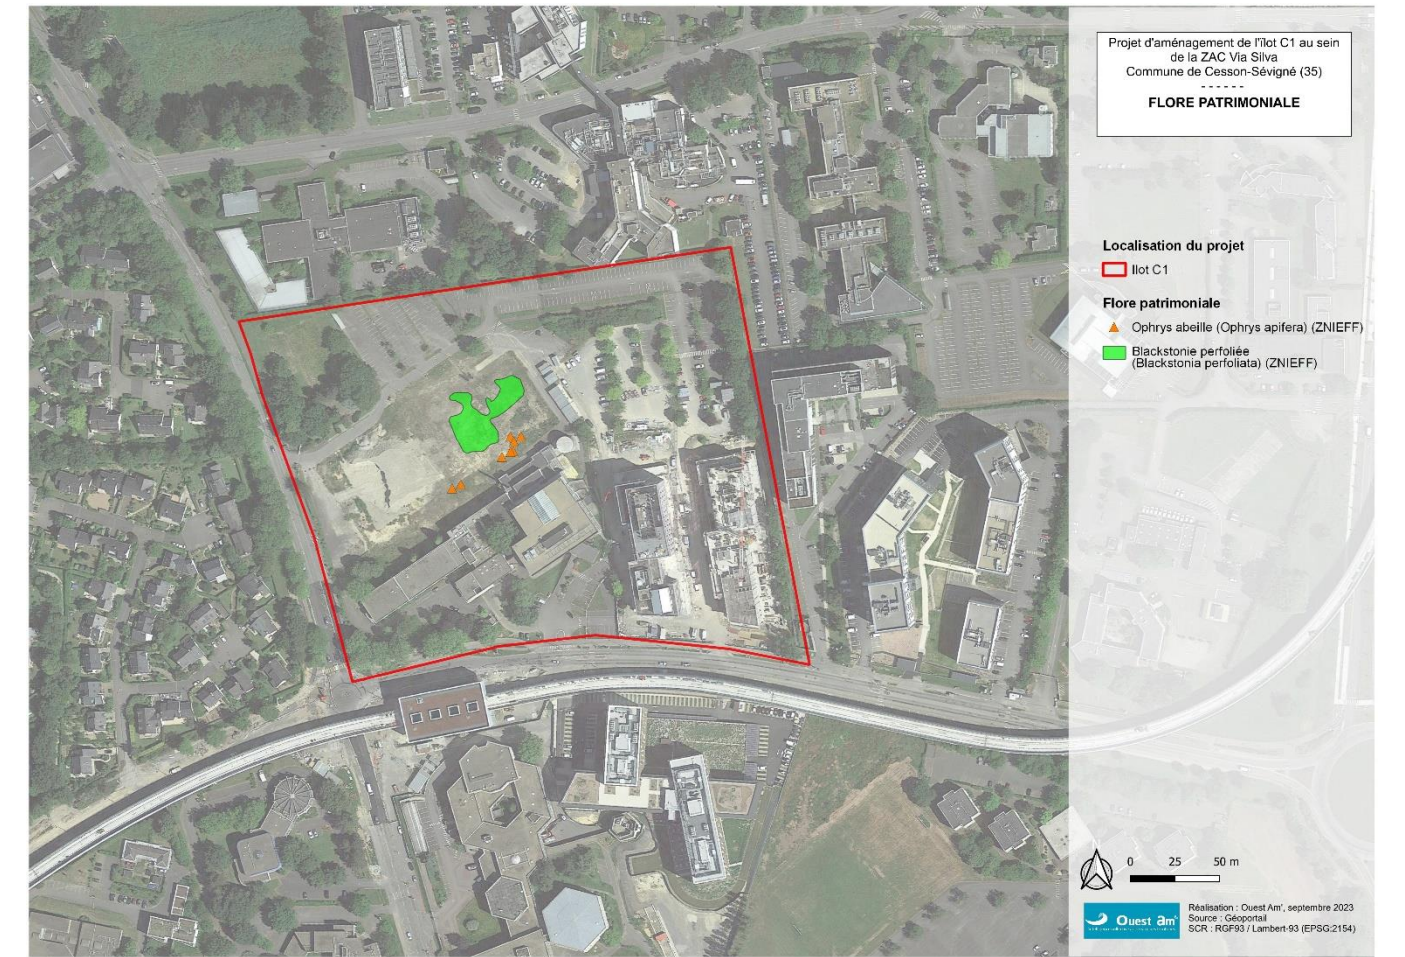 Projet d'aménagement de l'îlot C1 au sein
de la ZAC Via Silva
Commune de Cesson-Sévigné (35)
- - - - - -
FLORE PATRIMONIALE
Localisation du projet
Ilot C1
Flore patrimoniale
Ophrys abeille (Ophrys apifera) (ZNIEFF)
Blackstonie perfoliée
(Blackstonia perfoliata) (ZNIEFF)
0 25 50 m
Ouest am'
Réalisation : Ouest Am', septembre 2023
Source : Géoportail
SCR : RGF93 / Lambert-93 (EPSG:2154)